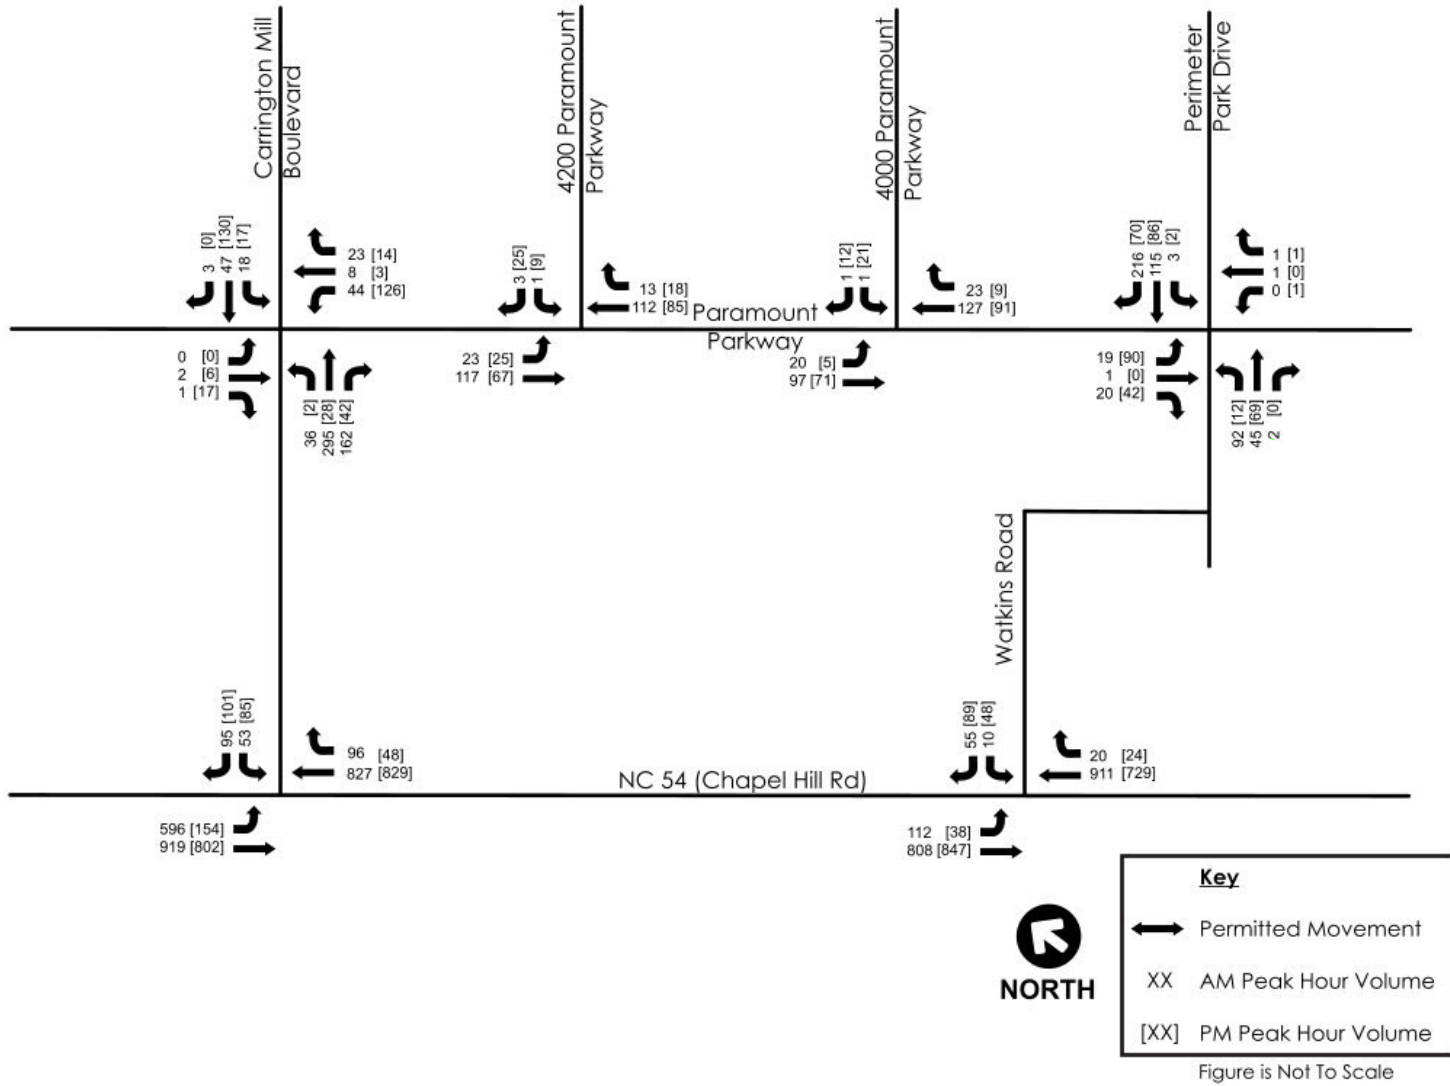 Carrington Mill
Boulevard
4200 Paramount
Parkway
4000 Paramount
Parkway
Perimeter
Park Drive
3 [0]
47 [130]
18 [17]
23 [14]
8 [3]
44 [126]
0 [0]
2 [6]
1 [17]
36 [2]
295 [28]
162 [42]
3 [25]
1 [9]
13 [18]
112 [85]
23 [25]
117 [67]
Paramount
Parkway
1 [12]
1 [21]
23 [9]
127 [91]
20 [5]
97 [71]
216 [70]
115 [86]
3 [2]
1 [1]
1 [0]
0 [1]
19 [90]
1 [0]
20 [42]
92 [12]
45 [69]
2 [0]
Watkins Road
95 [101]
53 [85]
96 [48]
827 [829]
596 [154]
919 [802]
NC 54 (Chapel Hill Rd)
55 [89]
10 [48]
20 [24]
911 [729]
112 [38]
808 [847]
NORTH
Key
Permitted Movement
XX AM Peak Hour Volume
[XX] PM Peak Hour Volume
Figure is Not To Scale